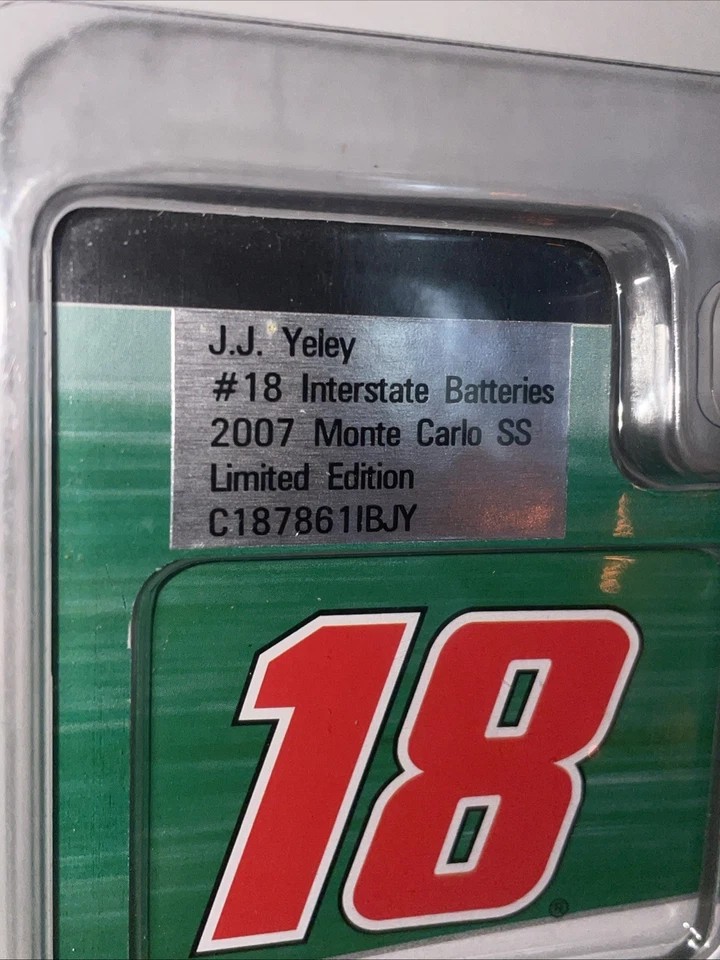 J.J. Yeley
#18 Interstate Batteries
2007 Monte Carlo SS
Limited Edition
C187861IBJY
18
®